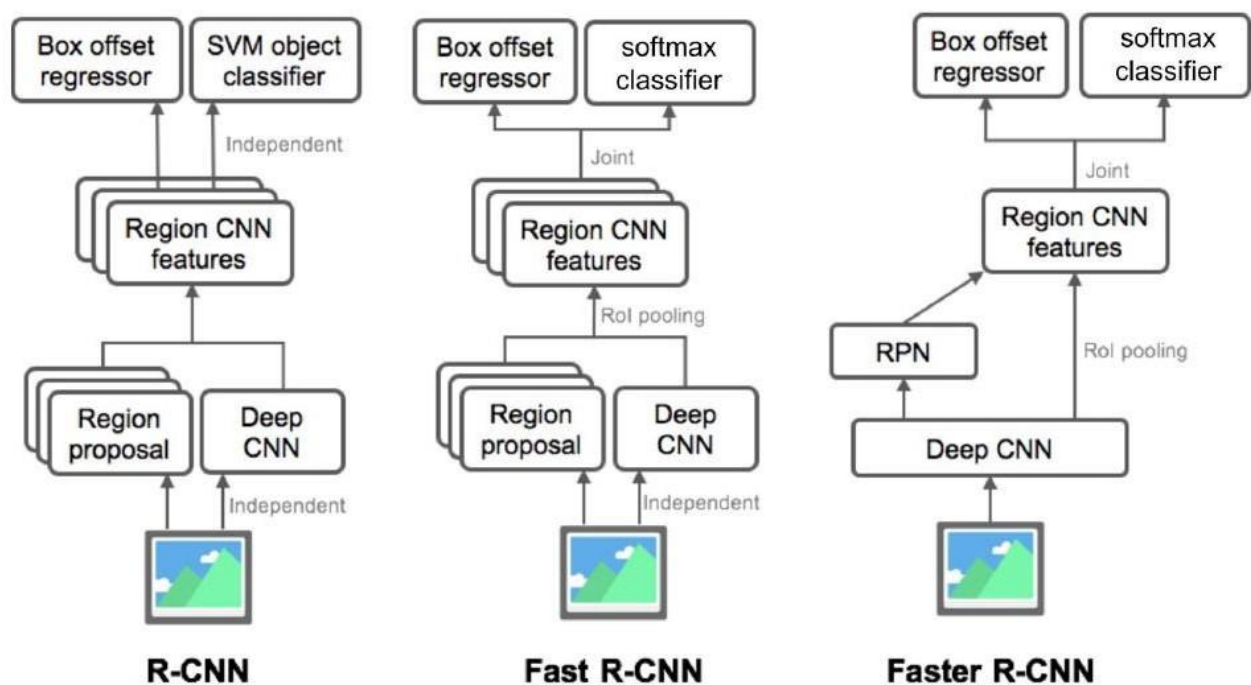 Box offset
regressor
SVM object
classifier
Independent
Region CNN
features
Region
proposal
Deep
CNN
Independent
R-CNN
Box offset
regressor
softmax
classifier
Joint
Region CNN
features
RoI pooling
Region
proposal
Deep
CNN
Independent
Fast R-CNN
Box offset
regressor
softmax
classifier
Joint
Region CNN
features
RPN
RoI pooling
Deep CNN
Faster R-CNN